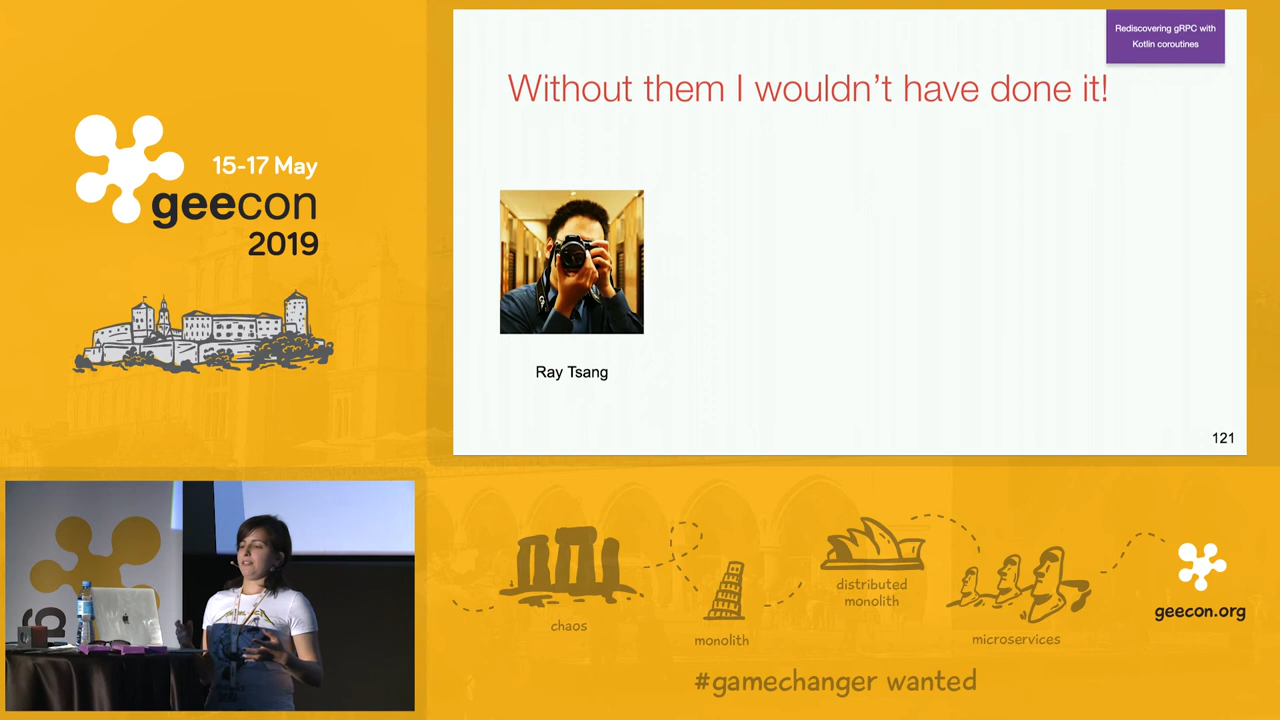 15-17 May
geecon
2019
Rediscovering gRPC with
Kotlin coroutines
Without them I wouldn't have done it!
Ray Tsang
121
chaos
monolith
distributed
monolith
microservices
geecon.org
#gamechanger wanted